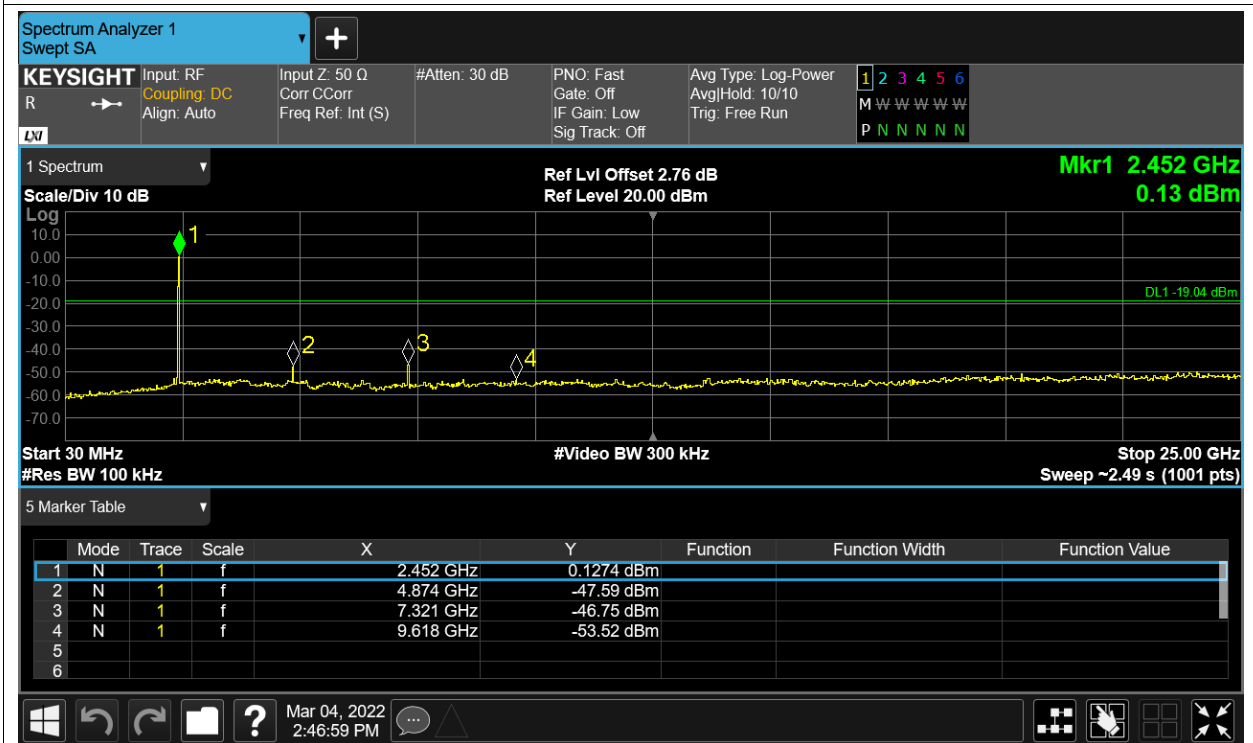 Spectrum Analyzer 1
Swept SA
KEYSIGHT
R
LXI
Input: RF
Coupling: DC
Align: Auto
Input Z: 50 Ω
Corr CCorr
Freq Ref: Int (S)
#Atten: 30 dB
PNO: Fast
Gate: Off
IF Gain: Low
Sig Track: Off
Avg Type: Log-Power
Avg|Hold: 10/10
Trig: Free Run
1 2 3 4 5 6
M W W W W W
P N N N N N
1 Spectrum
Scale/Div 10 dB
Ref Lvl Offset 2.76 dB
Ref Level 20.00 dBm
Mkr1 2.452 GHz
0.13 dBm
Log
10.0
0.00
-10.0
-20.0
-30.0
-40.0
-50.0
-60.0
-70.0
1
2
3
4
DL1 -19.04 dBm
Start 30 MHz #Video BW 300 kHz Stop 25.00 GHz
#Res BW 100 kHz Sweep ~2.49 s (1001 pts)
5 Marker Table
Mode Trace Scale X Y Function Function Width Function Value
1 N 1 f 2.452 GHz 0.1274 dBm
2 N 1 f 4.874 GHz -47.59 dBm
3 N 1 f 7.321 GHz -46.75 dBm
4 N 1 f 9.618 GHz -53.52 dBm
5
6
?
Mar 04, 2022
2:46:59 PM